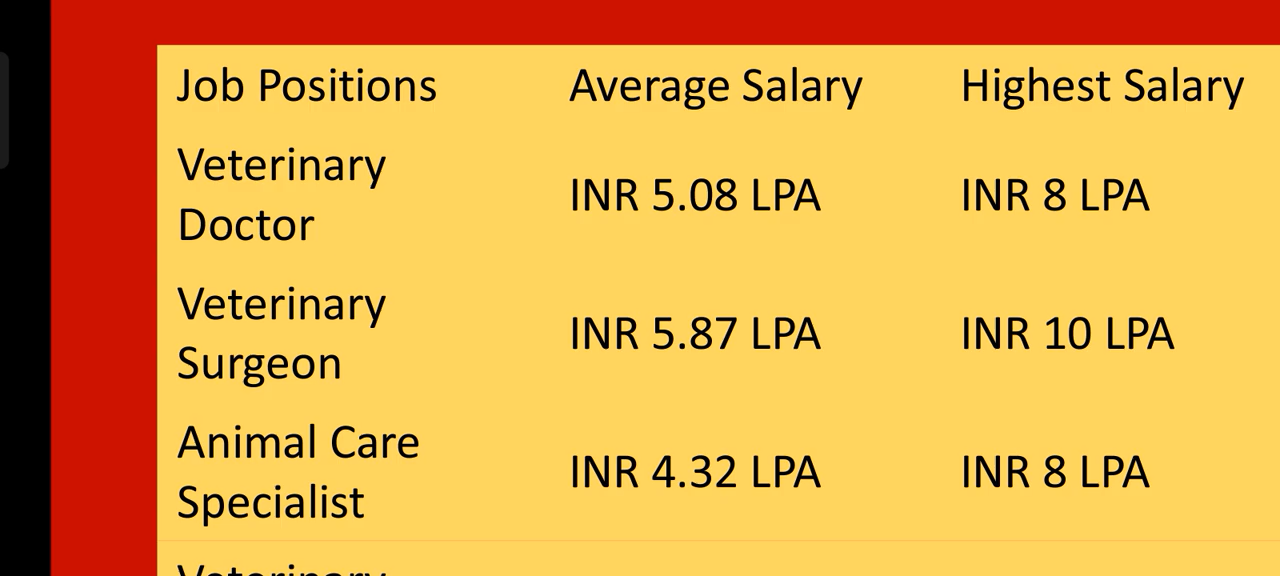 Job Positions Average Salary Highest Salary
Veterinary
Doctor
INR 5.08 LPA INR 8 LPA
Veterinary
Surgeon
INR 5.87 LPA INR 10 LPA
Animal Care
Specialist
INR 4.32 LPA INR 8 LPA
Veterinary